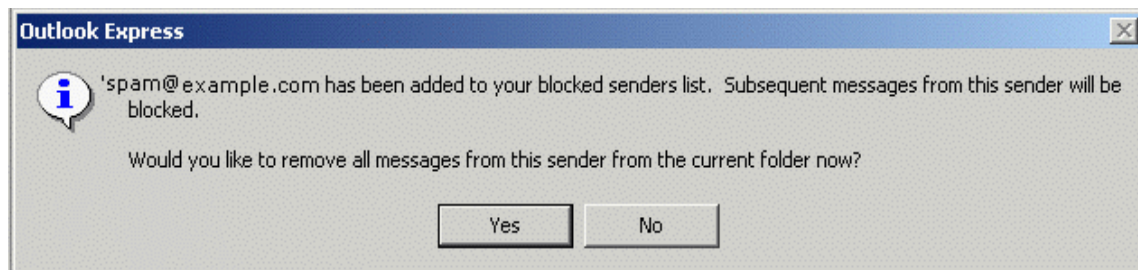 Outlook Express
'spam@example.com has been added to your blocked senders list.  Subsequent messages from this sender will be
blocked.
Would you like to remove all messages from this sender from the current folder now?
Yes
No